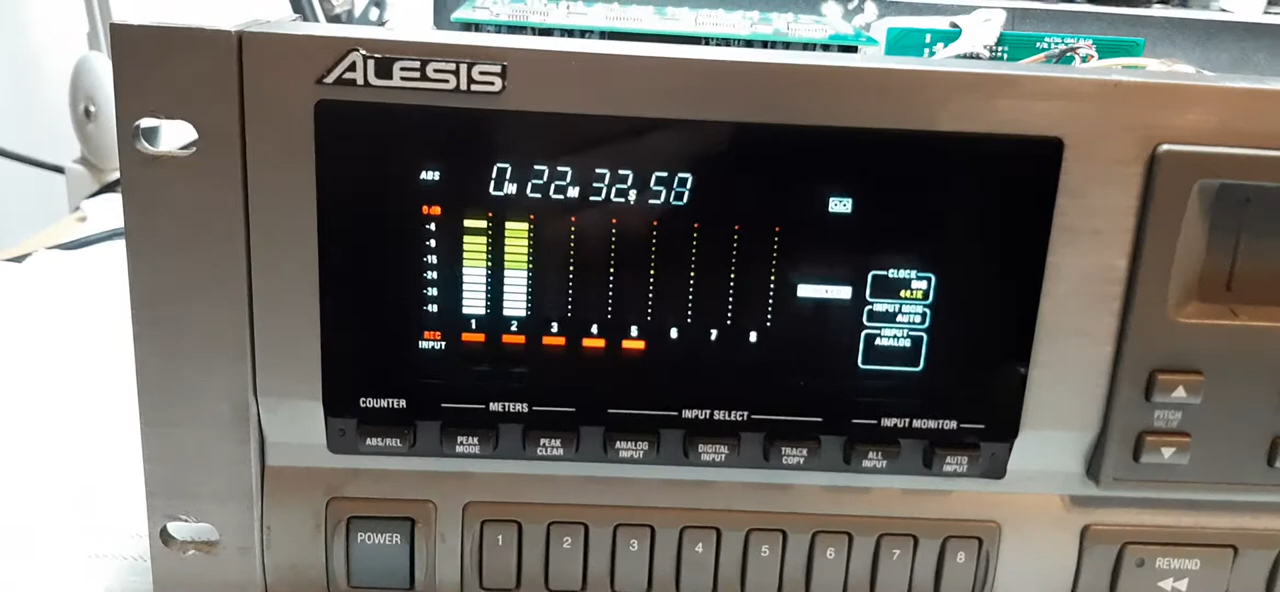 ALESIS
ABS
0H 22M 32S 58
0dB
-4
-9
-15
-24
-36
-48
1 2 3 4 5 6 7 8
REC
INPUT
CLOCK
44.1K
INPUT MON
AUTO
INPUT
ANALOG
COUNTER
METERS
INPUT SELECT
INPUT MONITOR
ABS/REL
PEAK
MODE
PEAK
CLEAR
ANALOG
INPUT
DIGITAL
INPUT
TRACK
COPY
ALL
INPUT
AUTO
INPUT
PITCH
VALUE
POWER
1 2 3 4 5 6 7 8
REWIND